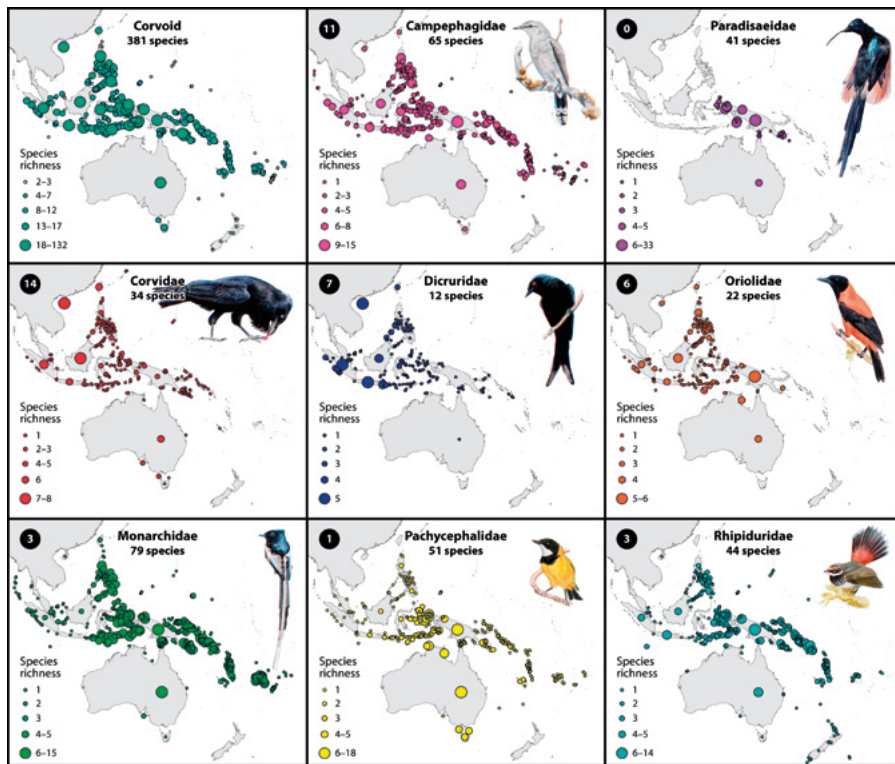 Corvoid
381 species
Species
richness
2–3
4–7
8–12
13–17
18–132
11
Campephagidae
65 species
Species
richness
1
2–3
4–5
6–8
9–15
0
Paradisaeidae
41 species
Species
richness
1
2
3
4–5
6–33
14
Corvidae
34 species
Species
richness
1
2–3
4–5
6
7–8
7
Dicruridae
12 species
Species
richness
1
2
3
4
5
6
Oriolidae
22 species
Species
richness
1
2
3
4
5–6
3
Monarchidae
79 species
Species
richness
1
2
3
4–5
6–15
1
Pachycephalidae
51 species
Species
richness
1
2
3
4–5
6–18
3
Rhipiduridae
44 species
Species
richness
1
2
3
4–5
6–14